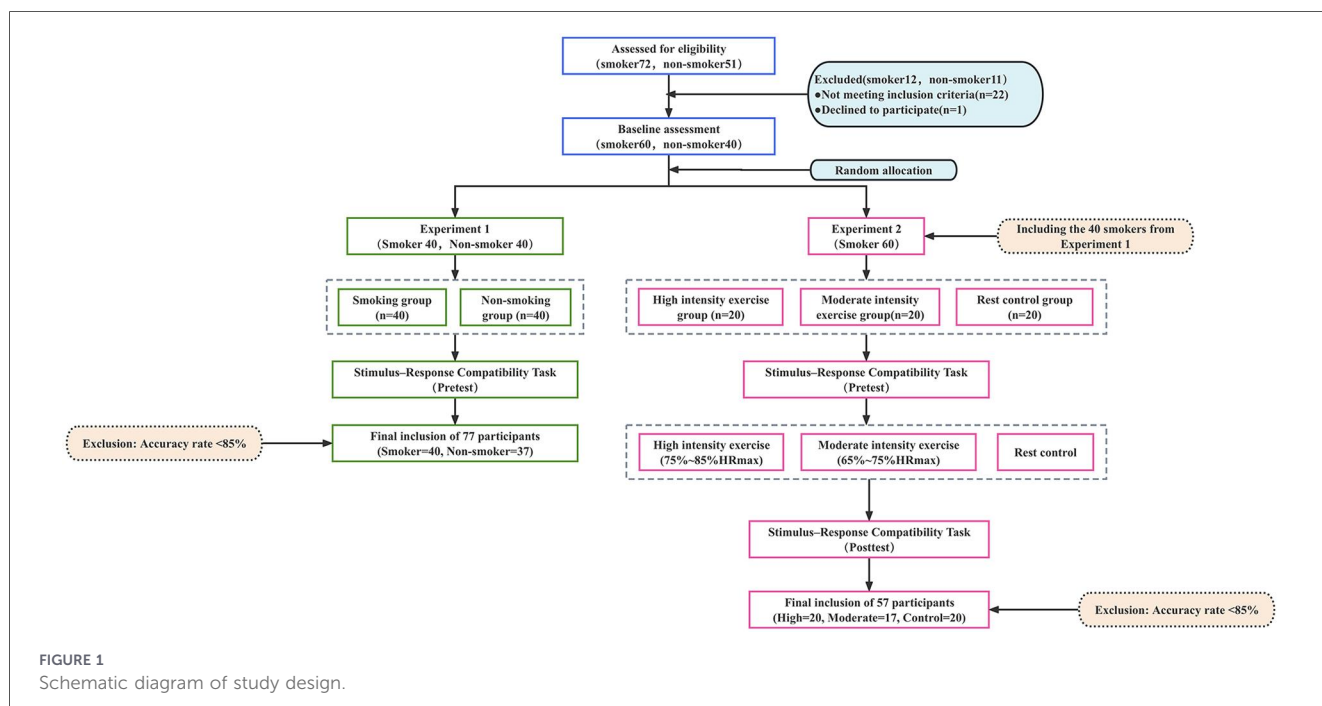 Assessed for eligibility
（smoker72，non-smoker51）
Excluded(smoker12，non-smoker11）
●Not meeting inclusion criteria(n=22)
●Declined to participate(n=1)
Baseline assessment
（smoker60，non-smoker40）
Random allocation
Experiment 1
（Smoker 40，Non-smoker 40）
Experiment 2
（Smoker 60）
Including the 40 smokers from
Experiment 1
Smoking group
(n=40)
Non-smoking
group (n=40)
High intensity exercise
group (n=20)
Moderate intensity
exercise group(n=20)
Rest control group
(n=20)
Stimulus–Response Compatibility Task
（Pretest）
Stimulus–Response Compatibility Task
（Pretest）
Exclusion: Accuracy rate <85%
Final inclusion of 77 participants
(Smoker=40, Non-smoker=37)
High intensity exercise
(75%~85%HRmax)
Moderate intensity exercise
(65%~75%HRmax)
Rest control
Stimulus–Response Compatibility Task
（Posttest）
Final inclusion of 57 participants
(High=20, Moderate=17, Control=20)
Exclusion: Accuracy rate <85%
FIGURE 1
Schematic diagram of study design.